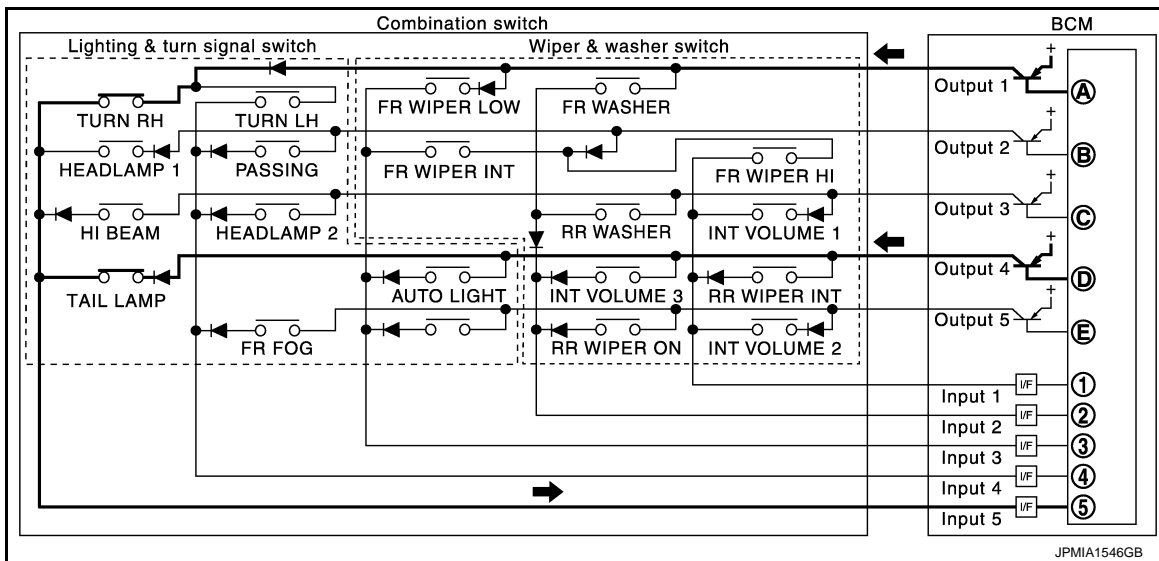 Combination switch
BCM
Lighting & turn signal switch
Wiper & washer switch
Output 1
A
TURN RH
TURN LH
FR WIPER LOW
FR WASHER
Output 2
B
HEADLAMP 1
PASSING
FR WIPER INT
FR WIPER HI
Output 3
C
HI BEAM
HEADLAMP 2
RR WASHER
INT VOLUME 1
Output 4
D
TAIL LAMP
AUTO LIGHT
INT VOLUME 3
RR WIPER INT
Output 5
E
FR FOG
RR WIPER ON
INT VOLUME 2
Input 1
I/F
1
Input 2
I/F
2
Input 3
I/F
3
Input 4
I/F
4
Input 5
I/F
5
JPMIA1546GB